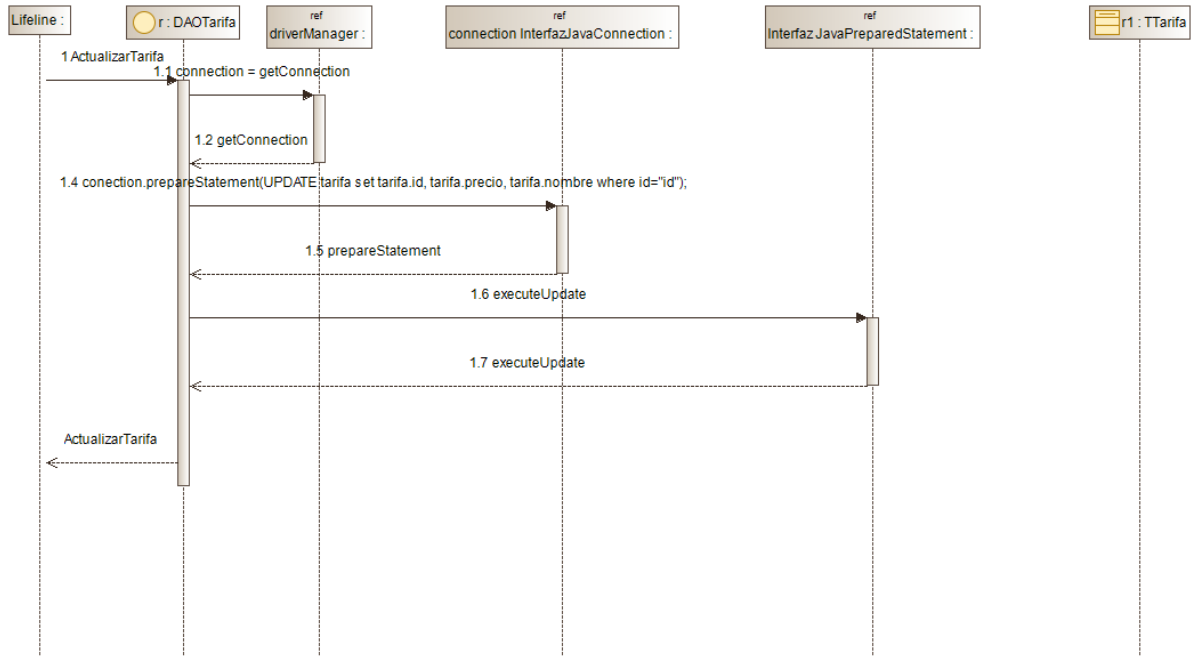 Lifeline :
r : DAOTarifa
ref
driverManager :
ref
connection InterfazJavaConnection :
ref
Interfaz JavaPreparedStatement :
r1 : TTarifa
1 ActualizarTarifa
1.1 connection = getConnection
1.2 getConnection
1.4 conection.prepareStatement(UPDATE tarifa set tarifa.id, tarifa.precio, tarifa.nombre where id="id");
1.5 prepareStatement
1.6 executeUpdate
1.7 executeUpdate
ActualizarTarifa